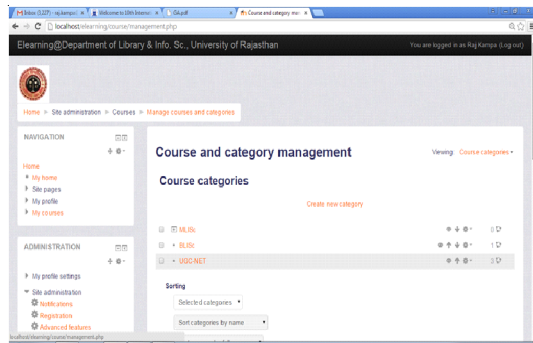 Inbox (3,227) - raj.kampa
Welcome to 10th Internat
GA.pdf
Course and category man
localhost/elearning/course/management.php
Elearning@Department of Library & Info. Sc., University of Rajasthan
You are logged in as Raj Kampa (Log out)
Home Site administration Courses Manage courses and categories
NAVIGATION
Home
My home
Site pages
My profile
My courses
ADMINISTRATION
My profile settings
Site administration
Notifications
Registration
Advanced features
Course and category management
Viewing: Course categories
Course categories
Create new category
MLISc
BLISc 1
UGC-NET 3
Sorting
Selected categories
Sort categories by name
localhost/elearning/course/management.php